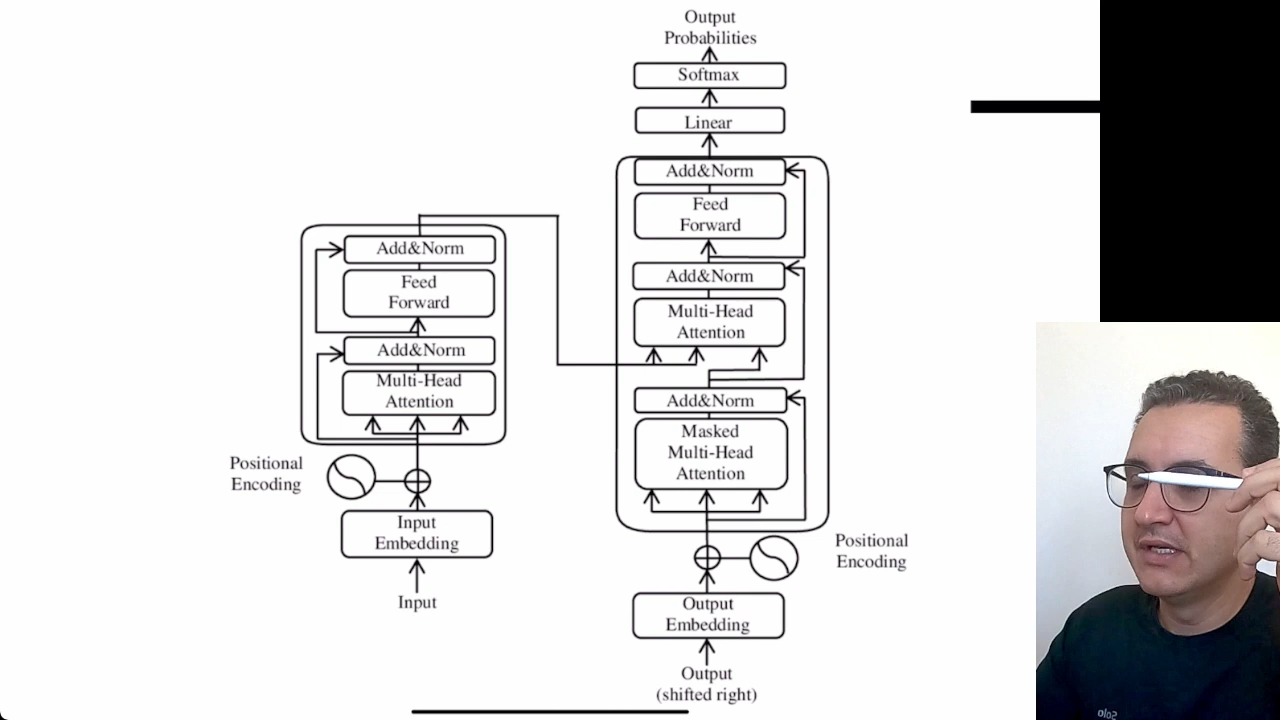 Output
Probabilities
Softmax
Linear
Add&Norm
Feed
Forward
Add&Norm
Multi-Head
Attention
Add&Norm
Masked
Multi-Head
Attention
Positional
Encoding
Output
Embedding
Output
(shifted right)
Add&Norm
Feed
Forward
Add&Norm
Multi-Head
Attention
Positional
Encoding
Input
Embedding
Input